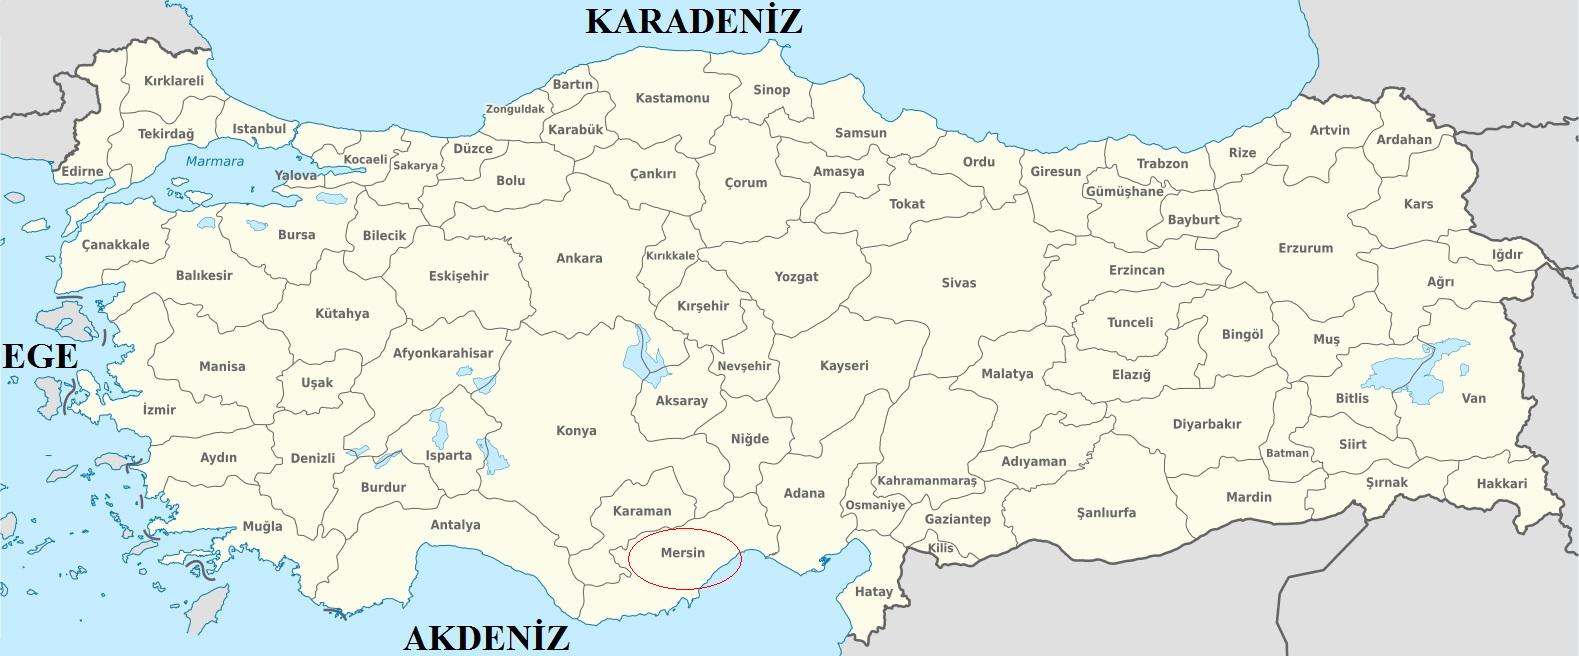 KARADENİZ
Kırklareli
Bartın
Kastamonu
Sinop
Zonguldak
Tekirdağ
Istanbul
Karabük
Samsun
Artvin
Ardahan
Düzce
Marmara
Kocaeli
Sakarya
Edirne
Yalova
Bolu
Çankırı
Çorum
Amasya
Ordu
Giresun
Trabzon
Rize
Gümüşhane
Tokat
Bayburt
Kars
Çanakkale
Bursa
Bilecik
Ankara
Kırıkkale
Erzurum
Iğdır
Balıkesir
Eskişehir
Yozgat
Sivas
Erzincan
Ağrı
Kütahya
Kırşehir
Tunceli
Bingöl
Muş
EGE
Manisa
Afyonkarahisar
Uşak
Nevşehir
Kayseri
Malatya
Elazığ
Bitlis
Van
İzmir
Aksaray
Konya
Niğde
Diyarbakır
Siirt
Batman
Aydın
Denizli
Isparta
Adıyaman
Burdur
Kahramanmaraş
Şırnak
Hakkari
Adana
Mardin
Osmaniye
Karaman
Gaziantep
Şanlıurfa
Muğla
Antalya
Mersin
Kilis
Hatay
AKDENİZ